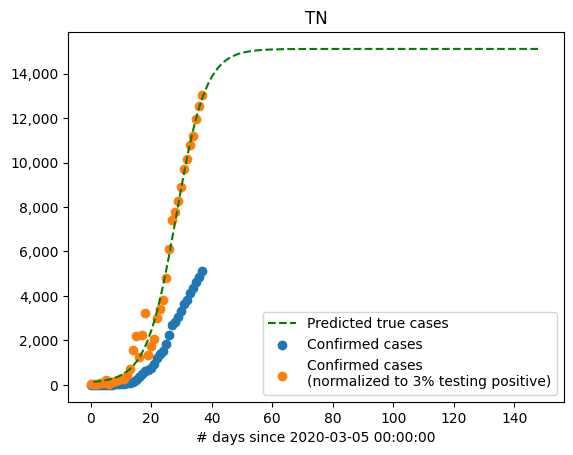 TN
14,000
12,000
10,000
8,000
6,000
4,000
2,000
0
Predicted true cases
Confirmed cases
Confirmed cases
(normalized to 3% testing positive)
0 20 40 60 80 100 120 140
# days since 2020-03-05 00:00:00